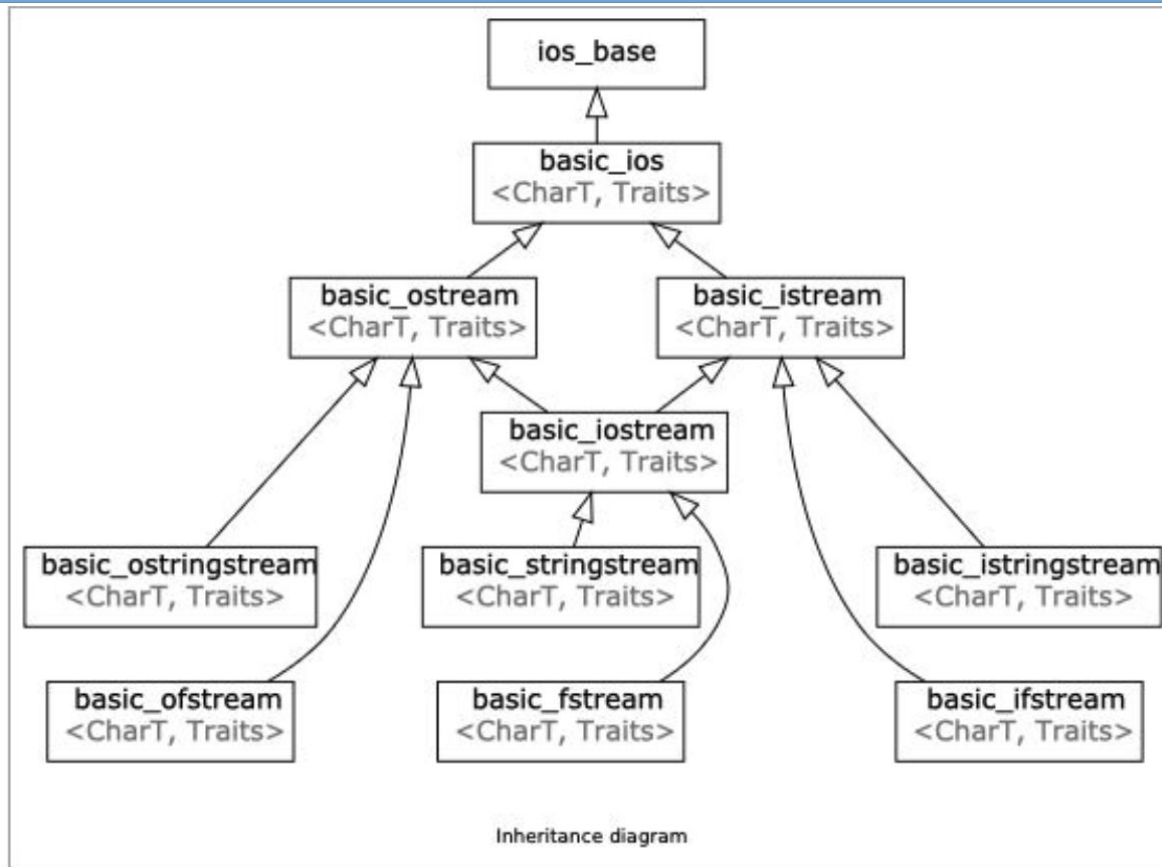 ios_base
basic_ios
<CharT, Traits>
basic_ostream
<CharT, Traits>
basic_istream
<CharT, Traits>
basic_iostream
<CharT, Traits>
basic_ostringstream
<CharT, Traits>
basic_stringstream
<CharT, Traits>
basic_istringstream
<CharT, Traits>
basic_ofstream
<CharT, Traits>
basic_fstream
<CharT, Traits>
basic_ifstream
<CharT, Traits>
Inheritance diagram